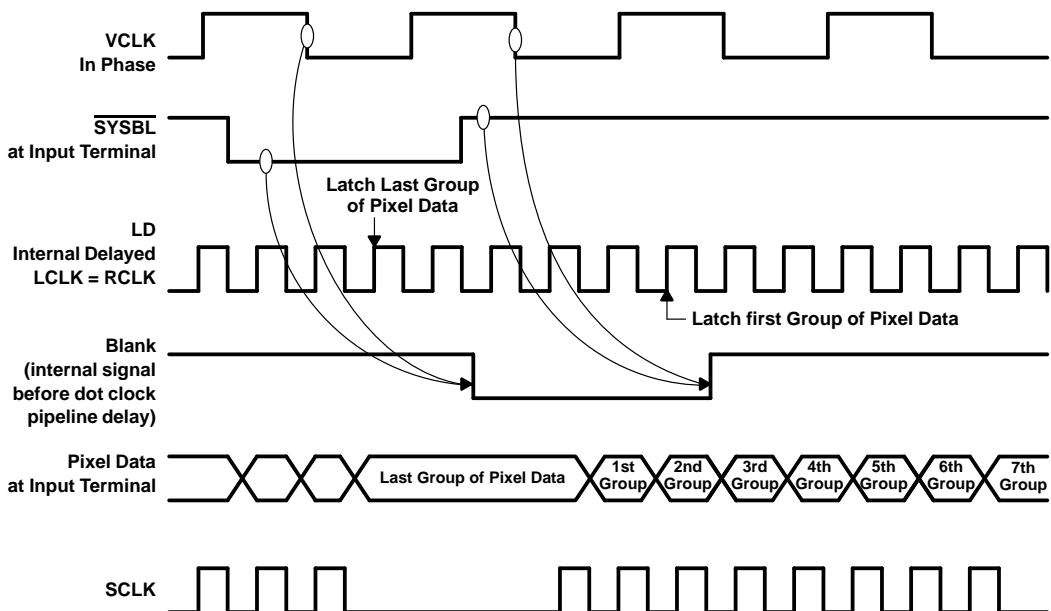 VCLK
In Phase
SYSBL
at Input Terminal
Latch Last Group
of Pixel Data
LD
Internal Delayed
LCLK = RCLK
Latch first Group of Pixel Data
Blank
(internal signal
before dot clock
pipeline delay)
Pixel Data
at Input Terminal
Last Group of Pixel Data
1st
Group
2nd
Group
3rd
Group
4th
Group
5th
Group
6th
Group
7th
Group
SCLK